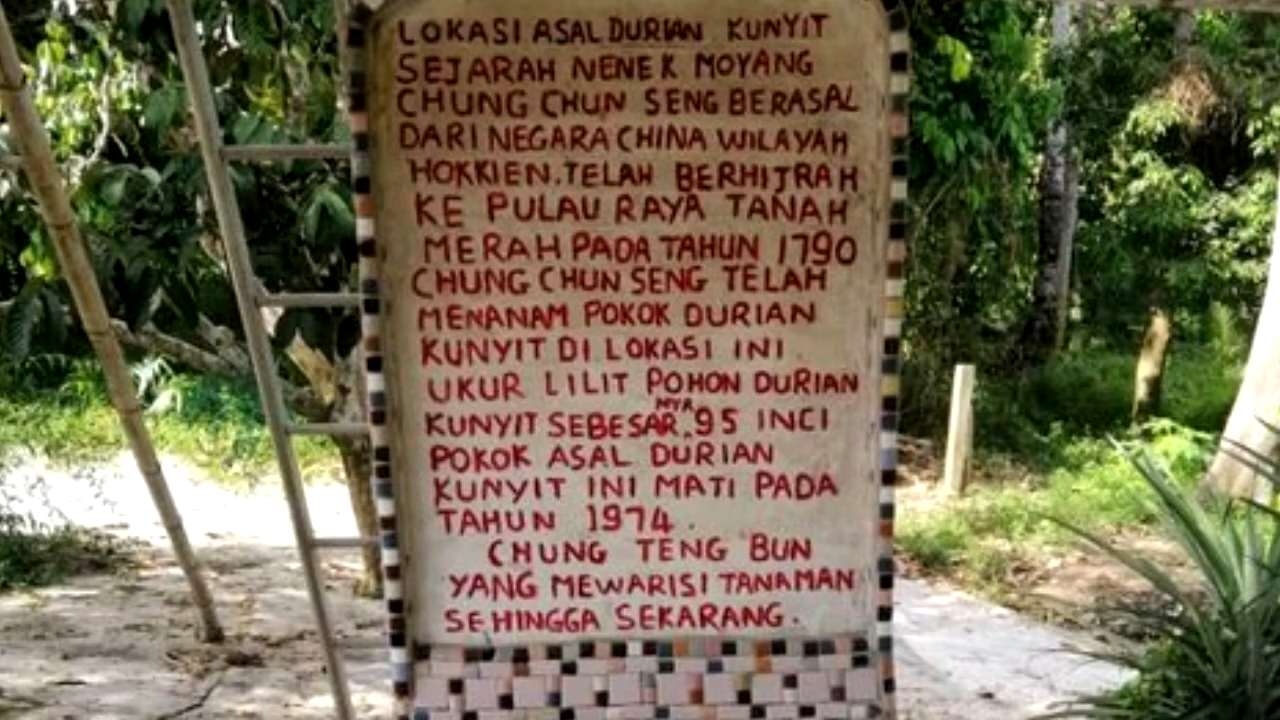 LOKASI ASAL DURIAN KUNYIT
SEJARAH NENEK MOYANG
CHUNG CHUN SENG BERASAL
DARI NEGARA CHINA WILAYAH
HOKKIEN. TELAH BERHIJRAH
KE PULAU RAYA TANAH
MERAH PADA TAHUN 1790
CHUNG CHUN SENG TELAH
MENANAM POKOK DURIAN
KUNYIT DI LOKASI INI
UKUR LILIT POHON DURIAN
NYA
KUNYIT SEBESAR.95 INCI
POKOK ASAL DURIAN
KUNYIT INI MATI PADA
TAHUN 1974.
CHUNG TENG BUN
YANG MEWARISI TANAMAN
SEHINGGA SEKARANG.